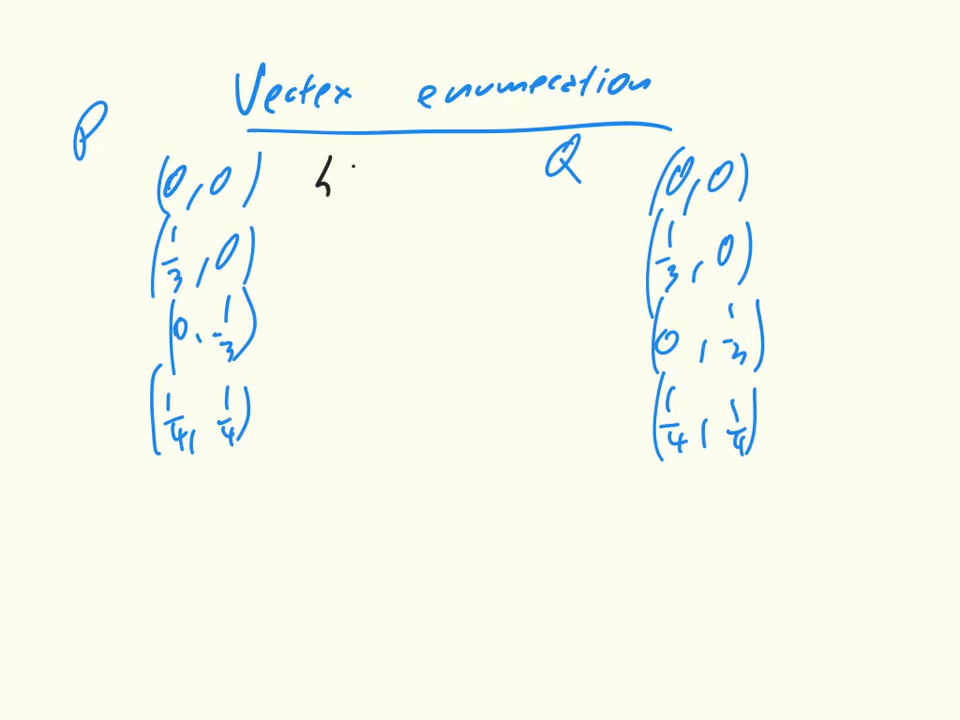 Vertex enumeration
P Q
(0,0) (0,0)
(1/3, 0) (1/3, 0)
(0, 1/3) (0, 1/3)
(1/4, 1/4) (1/4, 1/4)